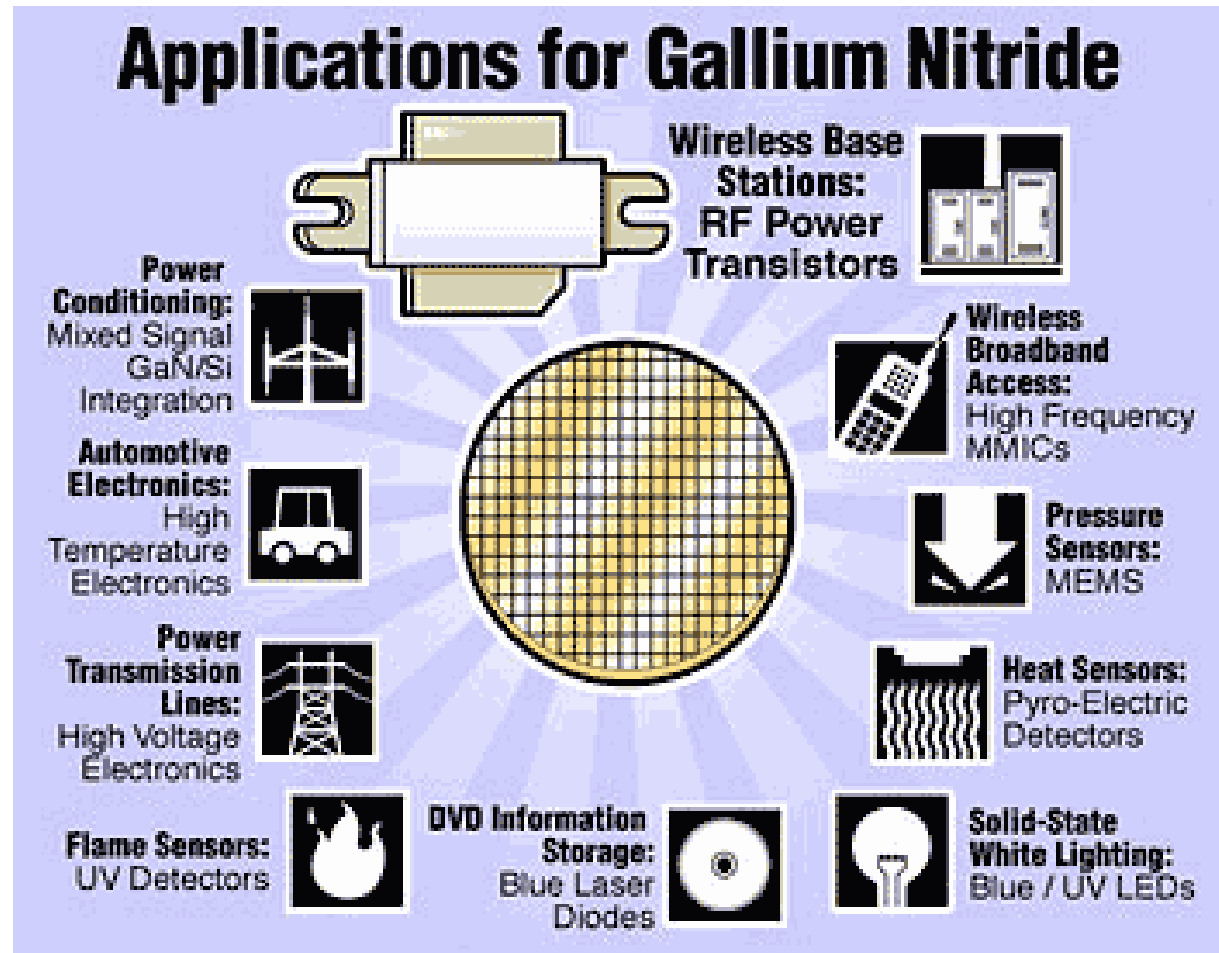 Applications for Gallium Nitride
Wireless Base
Stations:
RF Power
Transistors
Power
Conditioning:
Mixed Signal
GaN/Si
Integration
Wireless
Broadband
Access:
High Frequency
MMICs
Automotive
Electronics:
High
Temperature
Electronics
Pressure
Sensors:
MEMS
Power
Transmission
Lines:
High Voltage
Electronics
Heat Sensors:
Pyro-Electric
Detectors
Flame Sensors:
UV Detectors
DVD Information
Storage:
Blue Laser
Diodes
Solid-State
White Lighting:
Blue / UV LEDs